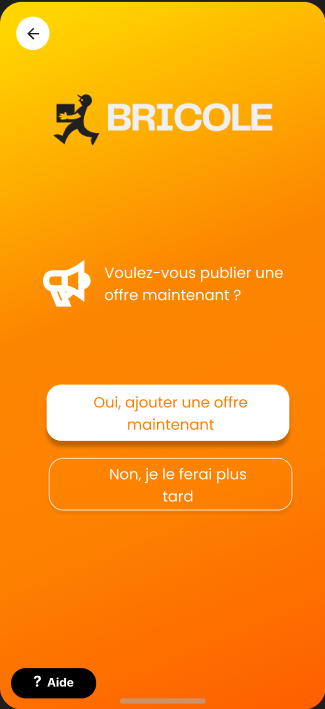 BRICOLE
Voulez-vous publier une
offre maintenant ?
Oui, ajouter une offre
maintenant
Non, je le ferai plus
tard
? Aide